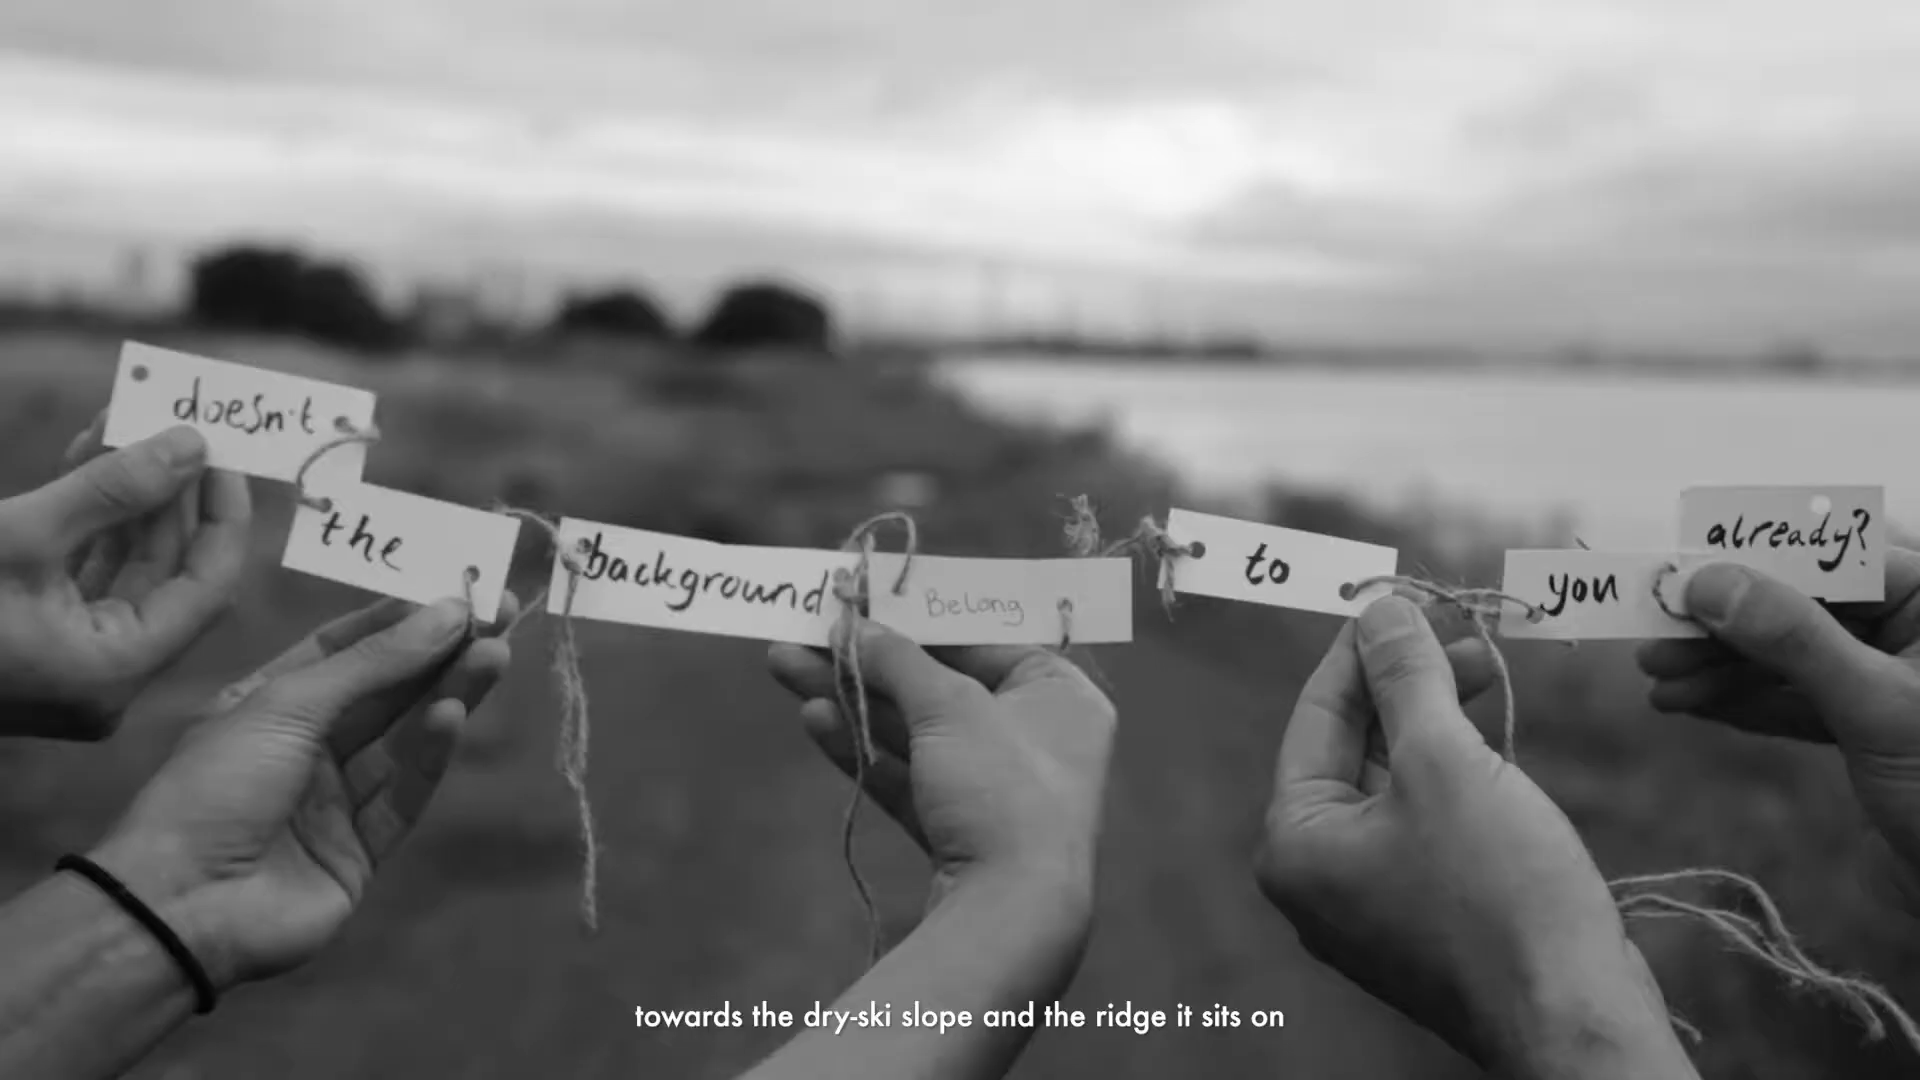 doesn't the background Belong to you already?
towards the dry-ski slope and the ridge it sits on